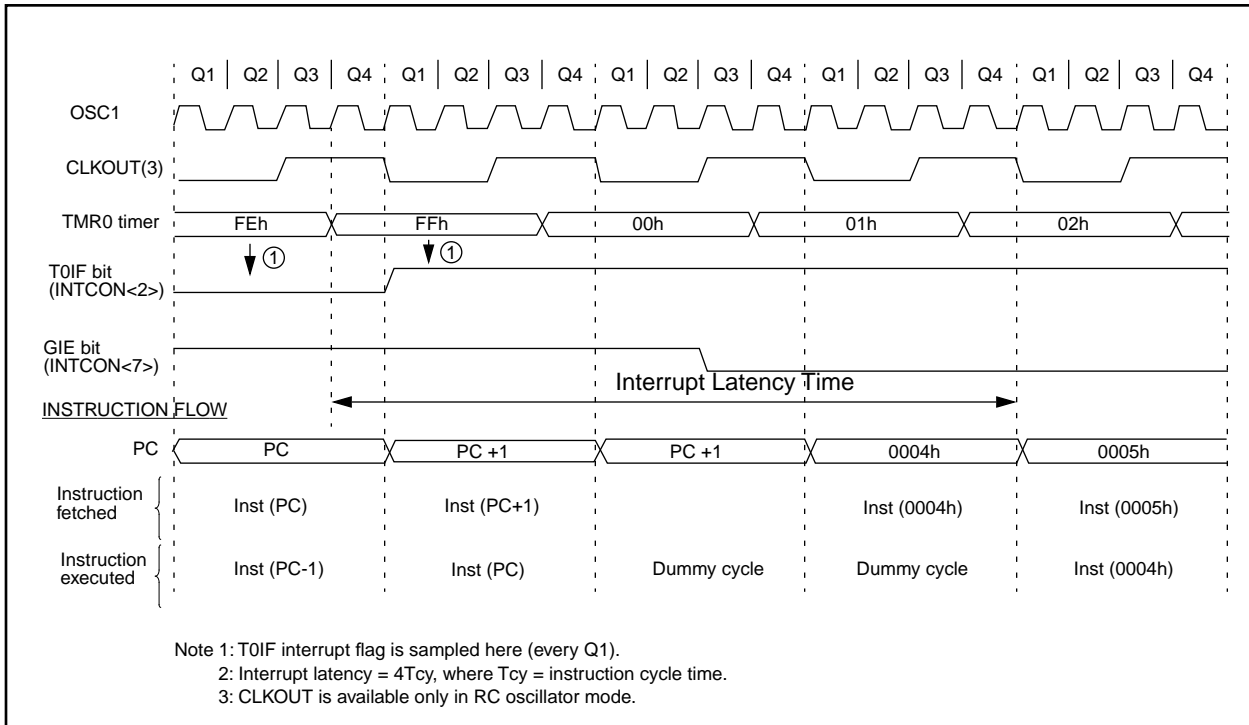 Q1 Q2 Q3 Q4 Q1 Q2 Q3 Q4 Q1 Q2 Q3 Q4 Q1 Q2 Q3 Q4 Q1 Q2 Q3 Q4
OSC1
CLKOUT(3)
TMR0 timer FEh FFh 00h 01h 02h
1 1
T0IF bit
(INTCON<2>)
GIE bit
(INTCON<7>)
Interrupt Latency Time
INSTRUCTION FLOW
PC PC PC +1 PC +1 0004h 0005h
Instruction
fetched
Inst (PC) Inst (PC+1) Inst (0004h) Inst (0005h)
Instruction
executed
Inst (PC-1) Inst (PC) Dummy cycle Dummy cycle Inst (0004h)
Note 1: T0IF interrupt flag is sampled here (every Q1).
2: Interrupt latency = 4Tcy, where Tcy = instruction cycle time.
3: CLKOUT is available only in RC oscillator mode.